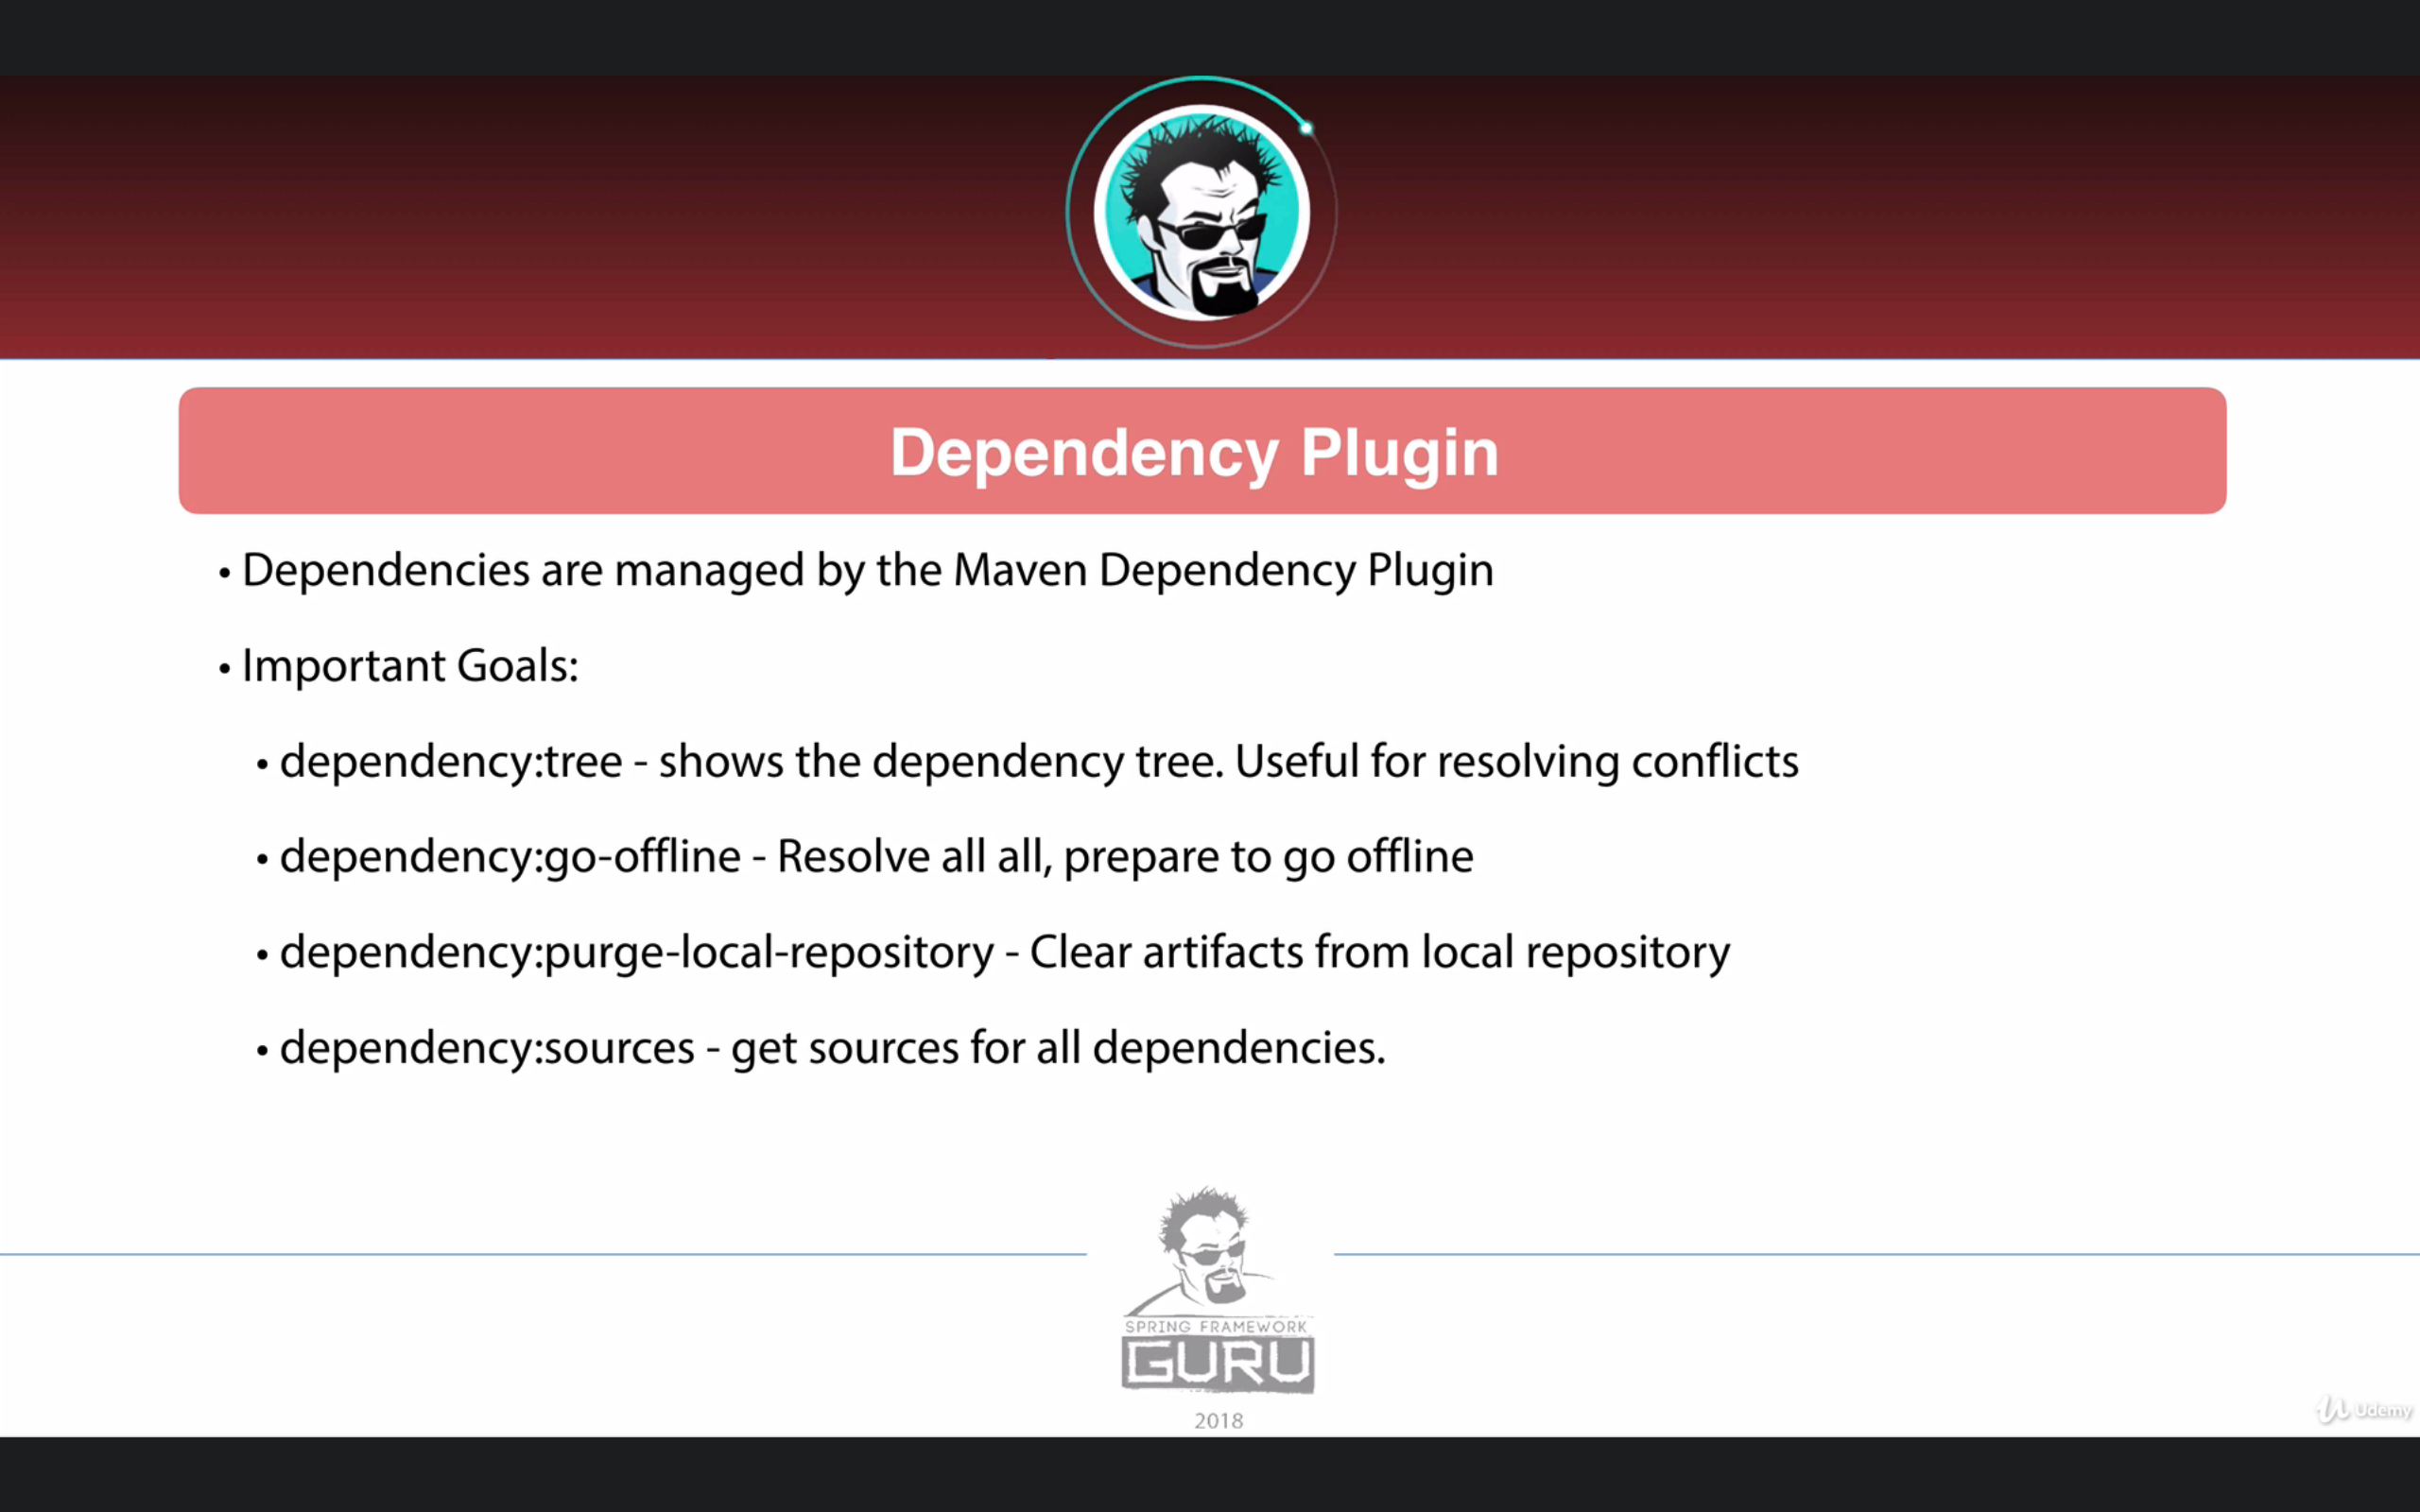 Dependency Plugin
• Dependencies are managed by the Maven Dependency Plugin
• Important Goals:
• dependency:tree - shows the dependency tree. Useful for resolving conflicts
• dependency:go-offline - Resolve all all, prepare to go offline
• dependency:purge-local-repository - Clear artifacts from local repository
• dependency:sources - get sources for all dependencies.
SPRING FRAMEWORK
GURU
2018
Udemy